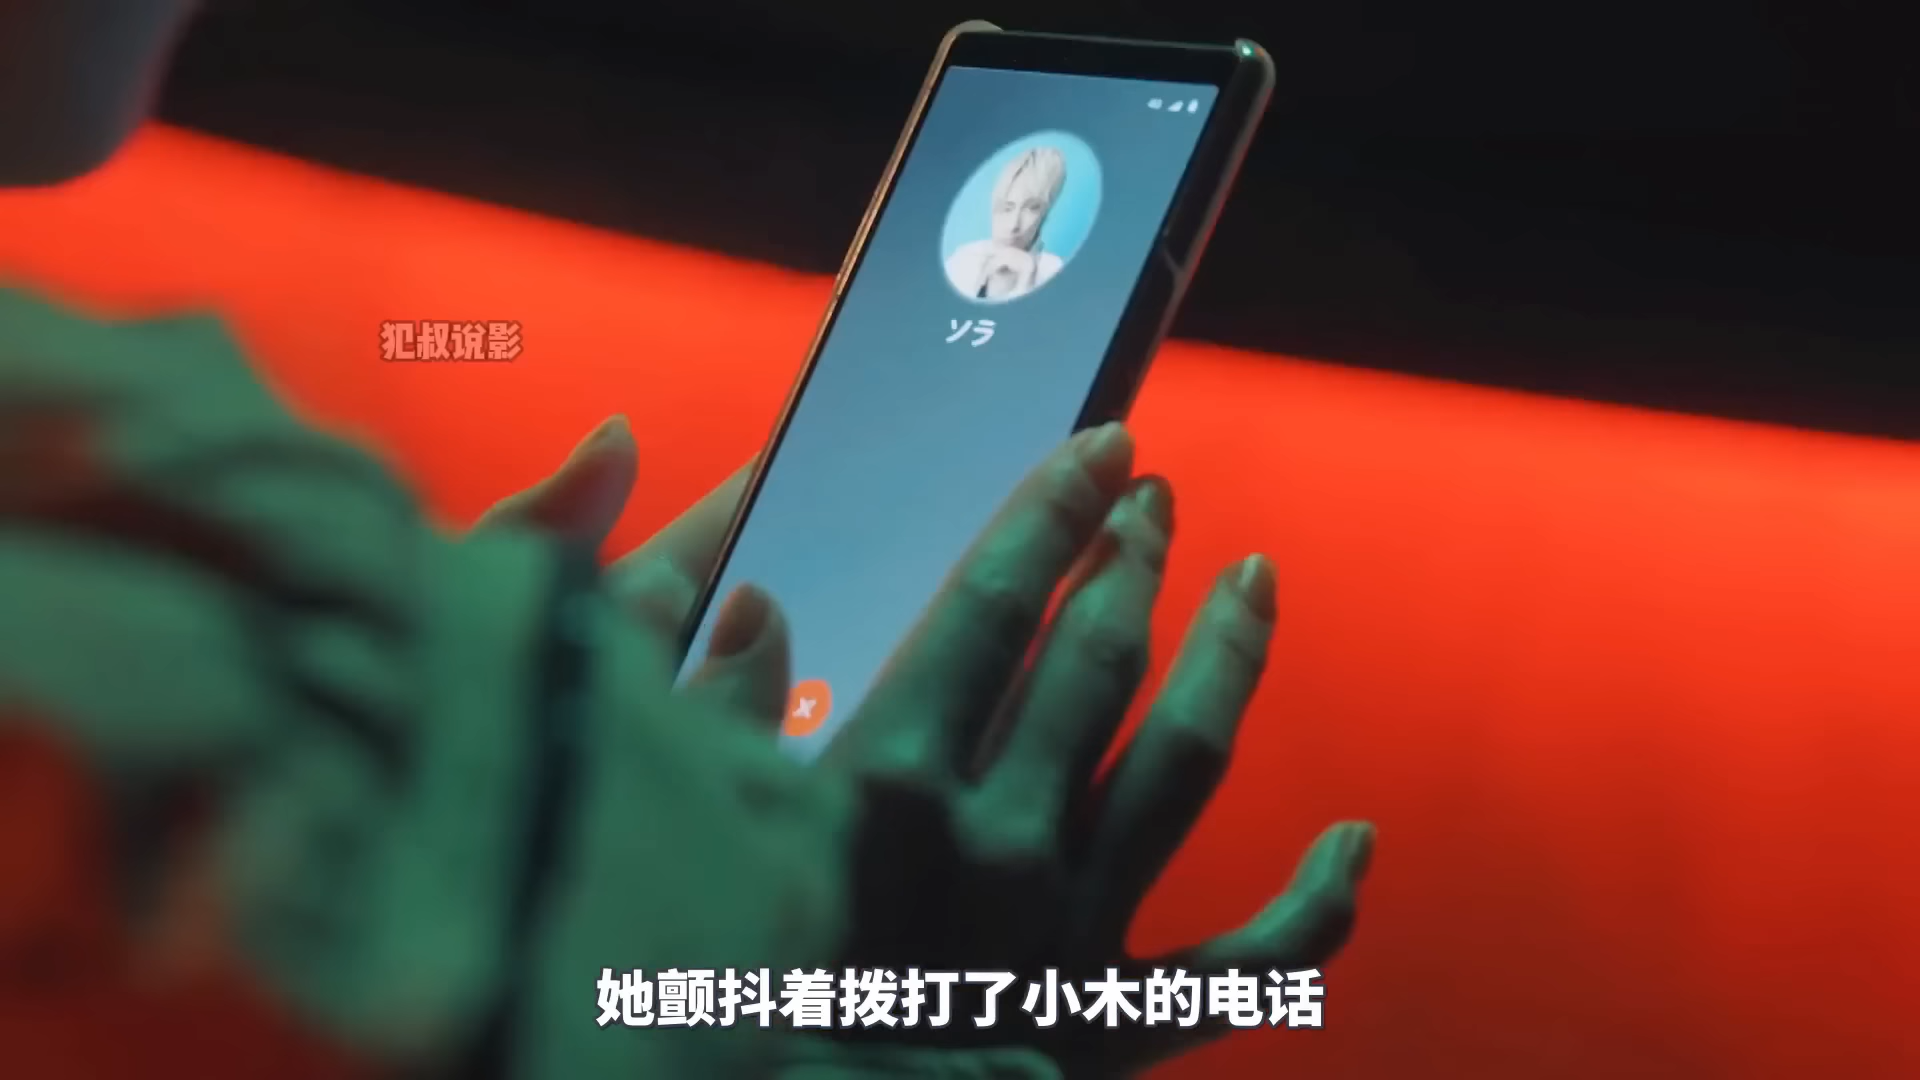 犯叔说影
ソラ
X
她颤抖着拨打了小木的电话